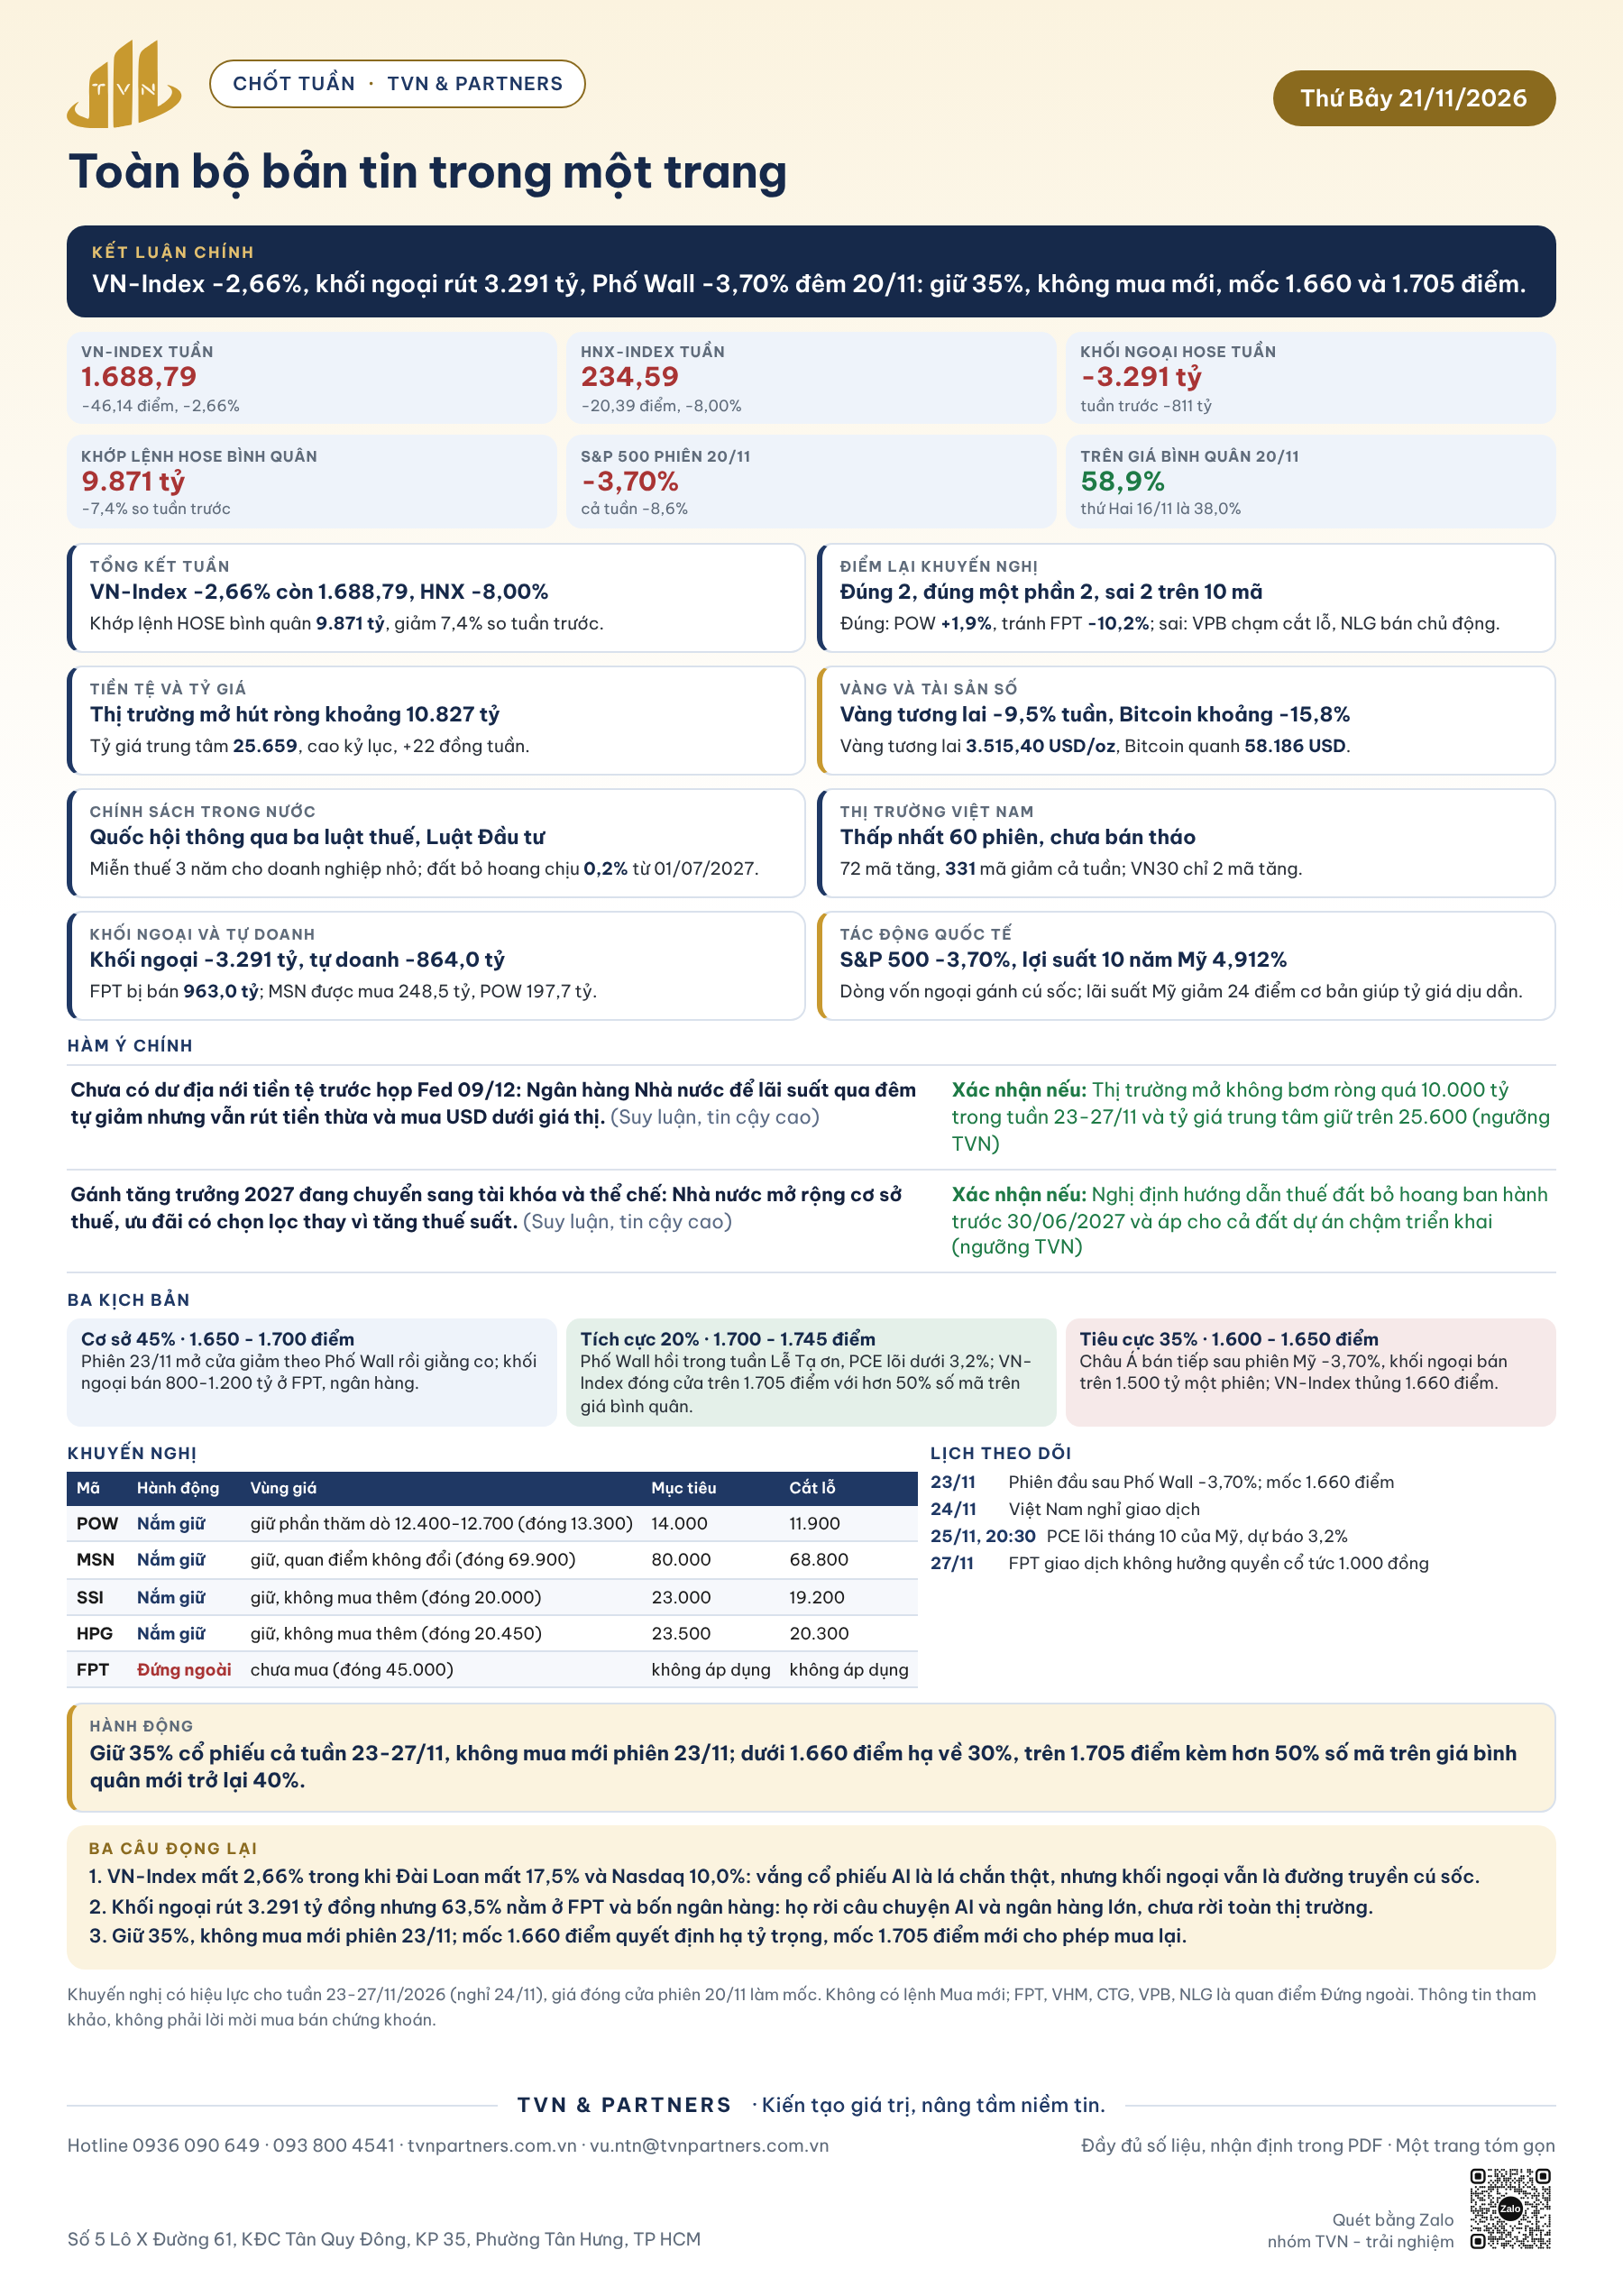 TVN
CHỐT TUẦN · TVN & PARTNERS
Thứ Bảy 21/11/2026
Toàn bộ bản tin trong một trang
KẾT LUẬN CHÍNH
VN-Index -2,66%, khối ngoại rút 3.291 tỷ, Phố Wall -3,70% đêm 20/11: giữ 35%, không mua mới, mốc 1.660 và 1.705 điểm.
VN-INDEX TUẦN
1.688,79
-46,14 điểm, -2,66%
HNX-INDEX TUẦN
234,59
-20,39 điểm, -8,00%
KHỐI NGOẠI HOSE TUẦN
-3.291 tỷ
tuần trước -811 tỷ
KHỚP LỆNH HOSE BÌNH QUÂN
9.871 tỷ
-7,4% so tuần trước
S&P 500 PHIÊN 20/11
-3,70%
cả tuần -8,6%
TRÊN GIÁ BÌNH QUÂN 20/11
58,9%
thứ Hai 16/11 là 38,0%
TỔNG KẾT TUẦN
VN-Index -2,66% còn 1.688,79, HNX -8,00%
Khớp lệnh HOSE bình quân 9.871 tỷ, giảm 7,4% so tuần trước.
ĐIỂM LẠI KHUYẾN NGHỊ
Đúng 2, đúng một phần 2, sai 2 trên 10 mã
Đúng: POW +1,9%, tránh FPT -10,2%; sai: VPB chạm cắt lỗ, NLG bán chủ động.
TIỀN TỆ VÀ TỶ GIÁ
Thị trường mở hút ròng khoảng 10.827 tỷ
Tỷ giá trung tâm 25.659, cao kỷ lục, +22 đồng tuần.
VÀNG VÀ TÀI SẢN SỐ
Vàng tương lai -9,5% tuần, Bitcoin khoảng -15,8%
Vàng tương lai 3.515,40 USD/oz, Bitcoin quanh 58.186 USD.
CHÍNH SÁCH TRONG NƯỚC
Quốc hội thông qua ba luật thuế, Luật Đầu tư
Miễn thuế 3 năm cho doanh nghiệp nhỏ; đất bỏ hoang chịu 0,2% từ 01/07/2027.
THỊ TRƯỜNG VIỆT NAM
Thấp nhất 60 phiên, chưa bán tháo
72 mã tăng, 331 mã giảm cả tuần; VN30 chỉ 2 mã tăng.
KHỐI NGOẠI VÀ TỰ DOANH
Khối ngoại -3.291 tỷ, tự doanh -864,0 tỷ
FPT bị bán 963,0 tỷ; MSN được mua 248,5 tỷ, POW 197,7 tỷ.
TÁC ĐỘNG QUỐC TẾ
S&P 500 -3,70%, lợi suất 10 năm Mỹ 4,912%
Dòng vốn ngoại gánh cú sốc; lãi suất Mỹ giảm 24 điểm cơ bản giúp tỷ giá dịu dần.
HÀM Ý CHÍNH
Chưa có dư địa nới tiền tệ trước họp Fed 09/12: Ngân hàng Nhà nước để lãi suất qua đêm
tự giảm nhưng vẫn rút tiền thừa và mua USD dưới giá thị. (Suy luận, tin cậy cao)
Xác nhận nếu: Thị trường mở không bơm ròng quá 10.000 tỷ
trong tuần 23-27/11 và tỷ giá trung tâm giữ trên 25.600 (ngưỡng
TVN)
Gánh tăng trưởng 2027 đang chuyển sang tài khóa và thể chế: Nhà nước mở rộng cơ sở
thuế, ưu đãi có chọn lọc thay vì tăng thuế suất. (Suy luận, tin cậy cao)
Xác nhận nếu: Nghị định hướng dẫn thuế đất bỏ hoang ban hành
trước 30/06/2027 và áp cho cả đất dự án chậm triển khai
(ngưỡng TVN)
BA KỊCH BẢN
Cơ sở 45% · 1.650 - 1.700 điểm
Phiên 23/11 mở cửa giảm theo Phố Wall rồi giằng co; khối
ngoại bán 800-1.200 tỷ ở FPT, ngân hàng.
Tích cực 20% · 1.700 - 1.745 điểm
Phố Wall hồi trong tuần Lễ Tạ ơn, PCE lõi dưới 3,2%; VN-
Index đóng cửa trên 1.705 điểm với hơn 50% số mã trên
giá bình quân.
Tiêu cực 35% · 1.600 - 1.650 điểm
Châu Á bán tiếp sau phiên Mỹ -3,70%, khối ngoại bán
trên 1.500 tỷ một phiên; VN-Index thủng 1.660 điểm.
KHUYẾN NGHỊ
Mã Hành động Vùng giá Mục tiêu Cắt lỗ
POW Nắm giữ giữ phần thăm dò 12.400-12.700 (đóng 13.300) 14.000 11.900
MSN Nắm giữ giữ, quan điểm không đổi (đóng 69.900) 80.000 68.800
SSI Nắm giữ giữ, không mua thêm (đóng 20.000) 23.000 19.200
HPG Nắm giữ giữ, không mua thêm (đóng 20.450) 23.500 20.300
FPT Đứng ngoài chưa mua (đóng 45.000) không áp dụng không áp dụng
LỊCH THEO DÕI
23/11 Phiên đầu sau Phố Wall -3,70%; mốc 1.660 điểm
24/11 Việt Nam nghỉ giao dịch
25/11, 20:30 PCE lõi tháng 10 của Mỹ, dự báo 3,2%
27/11 FPT giao dịch không hưởng quyền cổ tức 1.000 đồng
HÀNH ĐỘNG
Giữ 35% cổ phiếu cả tuần 23-27/11, không mua mới phiên 23/11; dưới 1.660 điểm hạ về 30%, trên 1.705 điểm kèm hơn 50% số mã trên giá bình
quân mới trở lại 40%.
BA CÂU ĐỌNG LẠI
1. VN-Index mất 2,66% trong khi Đài Loan mất 17,5% và Nasdaq 10,0%: vắng cổ phiếu AI là lá chắn thật, nhưng khối ngoại vẫn là đường truyền cú sốc.
2. Khối ngoại rút 3.291 tỷ đồng nhưng 63,5% nằm ở FPT và bốn ngân hàng: họ rời câu chuyện AI và ngân hàng lớn, chưa rời toàn thị trường.
3. Giữ 35%, không mua mới phiên 23/11; mốc 1.660 điểm quyết định hạ tỷ trọng, mốc 1.705 điểm mới cho phép mua lại.
Khuyến nghị có hiệu lực cho tuần 23-27/11/2026 (nghỉ 24/11), giá đóng cửa phiên 20/11 làm mốc. Không có lệnh Mua mới; FPT, VHM, CTG, VPB, NLG là quan điểm Đứng ngoài. Thông tin tham
khảo, không phải lời mời mua bán chứng khoán.
TVN & PARTNERS · Kiến tạo giá trị, nâng tầm niềm tin.
Hotline 0936 090 649 · 093 800 4541 · tvnpartners.com.vn · vu.ntn@tvnpartners.com.vn
Đầy đủ số liệu, nhận định trong PDF · Một trang tóm gọn
Zalo
Quét bằng Zalo
nhóm TVN - trải nghiệm
Số 5 Lô X Đường 61, KĐC Tân Quy Đông, KP 35, Phường Tân Hưng, TP HCM